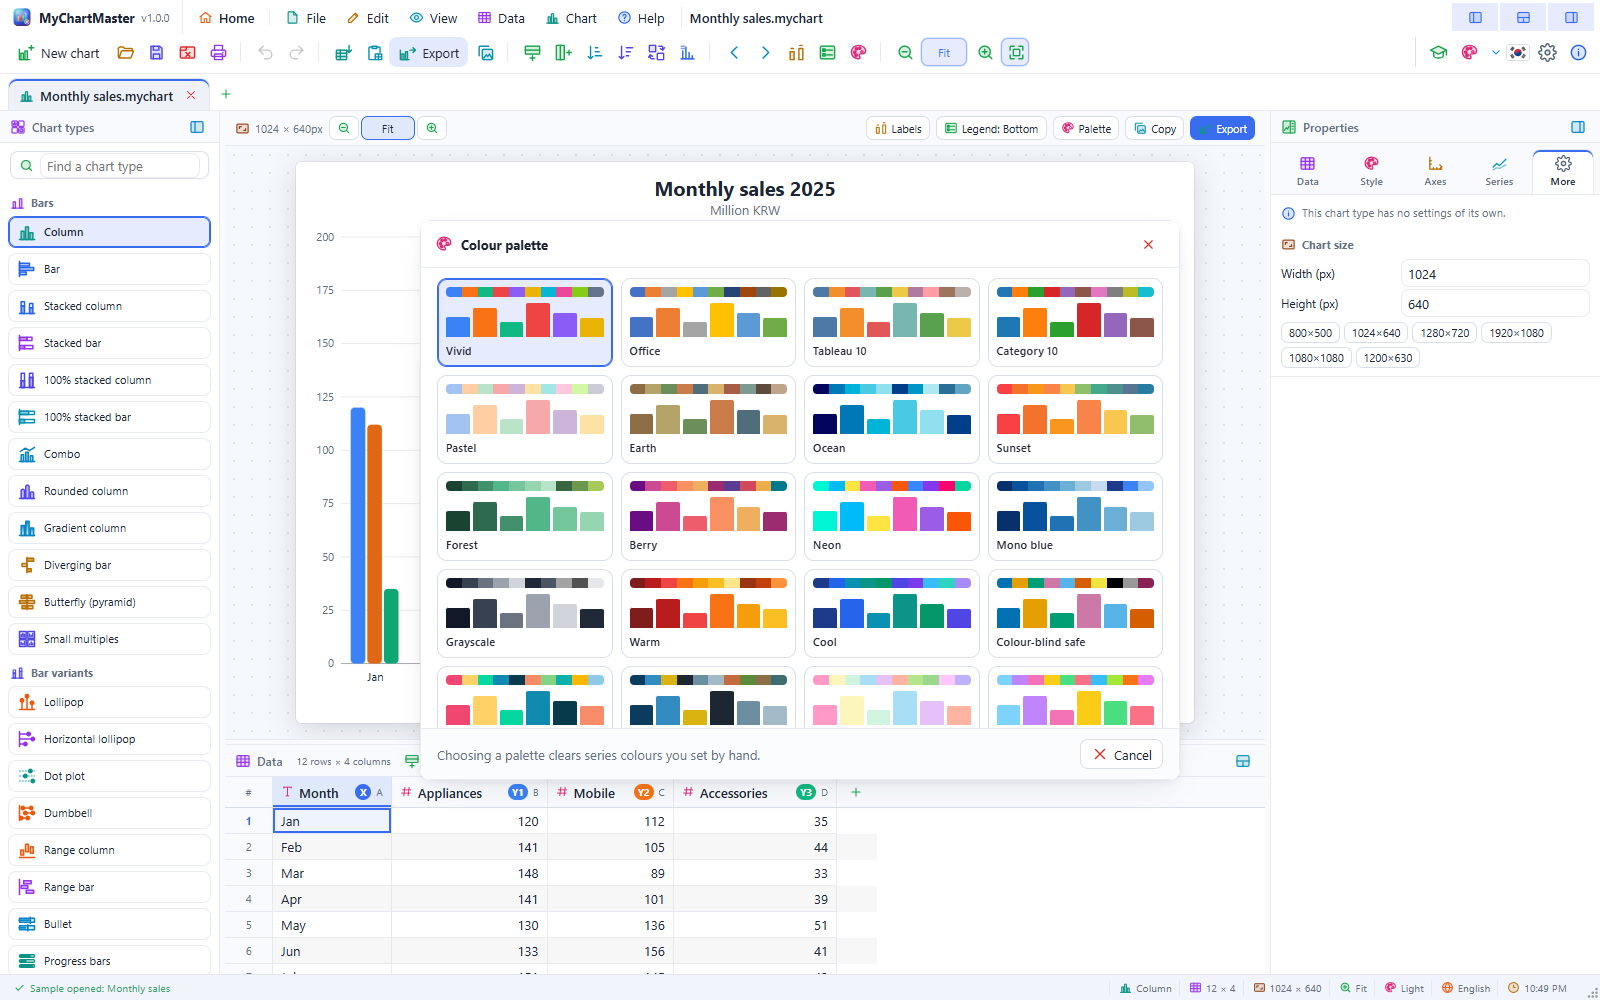 MyChartMaster v1.0.0 Home File Edit View Data Chart Help Monthly sales.mychart
New chart Export Fit
Monthly sales.mychart
Chart types
Find a chart type
Bars
Column
Bar
Stacked column
Stacked bar
100% stacked column
100% stacked bar
Combo
Rounded column
Gradient column
Diverging bar
Butterfly (pyramid)
Small multiples
Bar variants
Lollipop
Horizontal lollipop
Dot plot
Dumbbell
Range column
Range bar
Bullet
Progress bars
1024 × 640px Fit Labels Legend: Bottom Palette Copy Export
Monthly sales 2025
Million KRW
200
175
150
125
100
75
50
25
0
Jan
Colour palette
Vivid Office Tableau 10 Category 10
Pastel Earth Ocean Sunset
Forest Berry Neon Mono blue
Grayscale Warm Cool Colour-blind safe
Choosing a palette clears series colours you set by hand.
Cancel
Data 12 rows × 4 columns
# Month X A # Appliances Y1 B # Mobile Y2 C # Accessories Y3 D
1 Jan 120 112 35
2 Feb 141 105 44
3 Mar 148 89 33
4 Apr 141 101 39
5 May 130 136 51
6 Jun 133 156 41
Properties
Data Style Axes Series More
This chart type has no settings of its own.
Chart size
Width (px) 1024
Height (px) 640
800×500 1024×640 1280×720 1920×1080
1080×1080 1200×630
Sample opened: Monthly sales
Column 12 × 4 1024 × 640 Fit Light English 10:49 PM